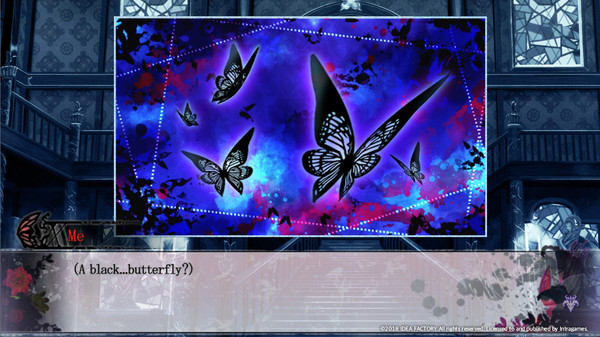 Me
(A black...butterfly?)
©2018 IDEA FACTORY All rights reserved. Licensed to and published by Intragames.